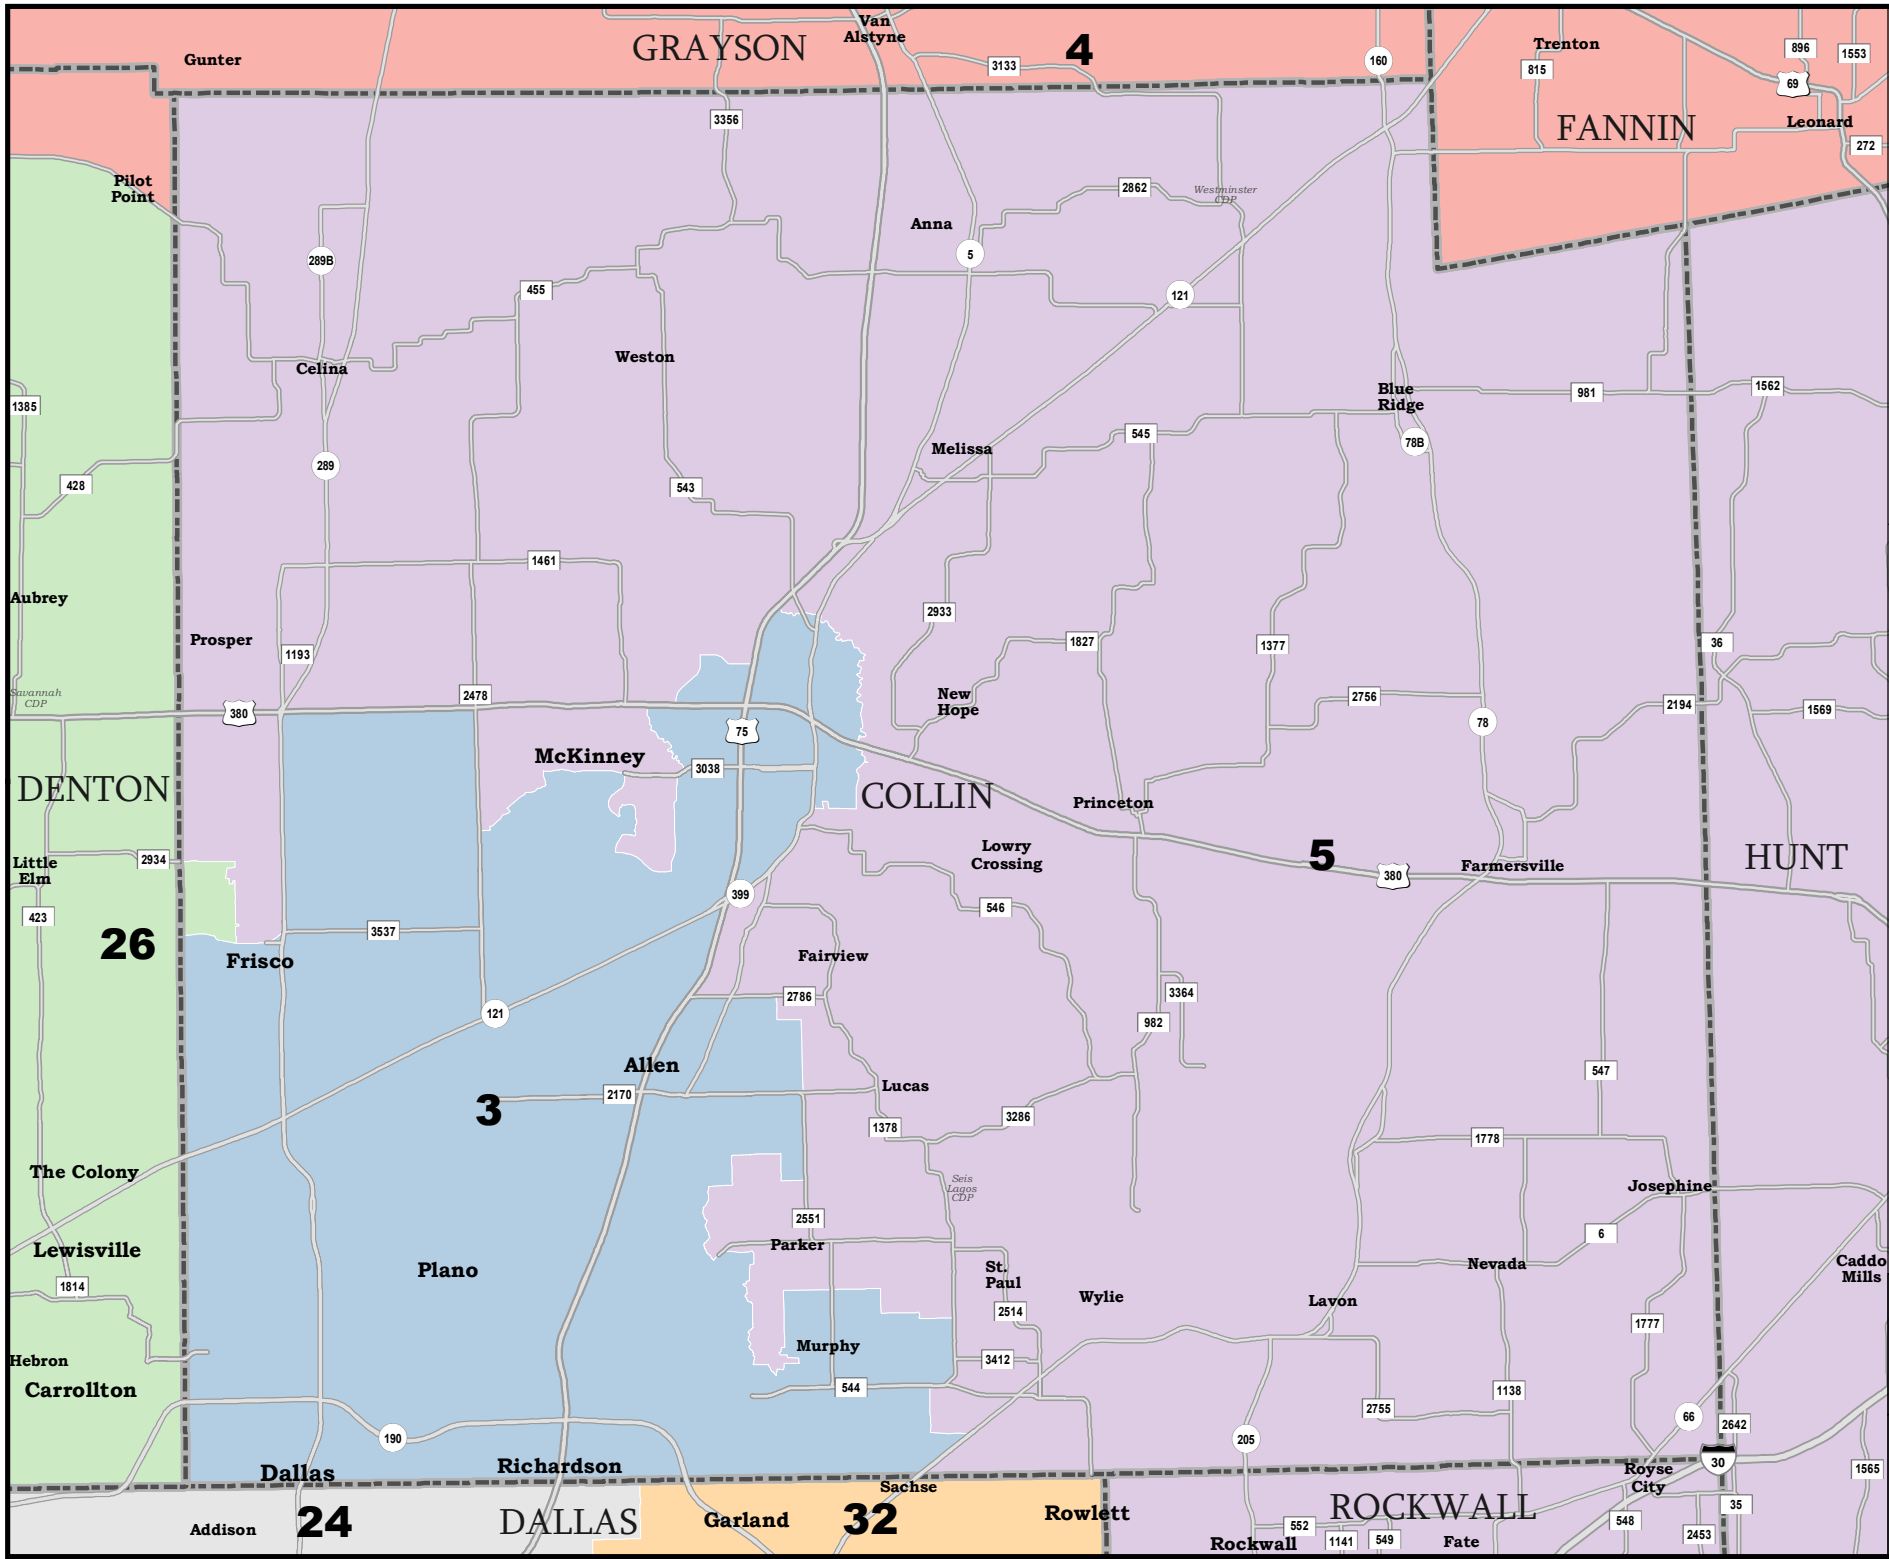 Van
Alstyne
GRAYSON
4
Gunter
3133
160
Trenton
815
896
1553
69
Leonard
FANNIN
272
3356
Pilot
Point
2862
Westminster
CDP
Anna
5
289B
455
121
Weston
Celina
1385
Blue
Ridge
981
1562
545
78B
Melissa
289
428
543
1461
Aubrey
2933
Prosper
1193
1827
1377
36
Savannah
CDP
2478
New
Hope
2756
2194
1569
380
75
78
McKinney
3038
DENTON
COLLIN
Princeton
Lowry
Crossing
5
380
Farmersville
HUNT
2934
Little
Elm
399
423
546
26
3537
Frisco
Fairview
2786
3364
121
982
Allen
547
2170
3
Lucas
1378
3286
1778
The Colony
Seis
Lagos
CDP
Josephine
2551
6
Parker
Lewisville
1814
Plano
St.
Paul
Nevada
Caddo
Mills
Wylie
Lavon
2514
1777
Murphy
Hebron
3412
Carrollton
544
1138
2755
190
205
66
2642
30
Dallas
Richardson
Royse
City
1565
Sachse
35
24
Addison
DALLAS
Garland
32
Rowlett
ROCKWALL
552
548
2453
Rockwall
1141
549
Fate